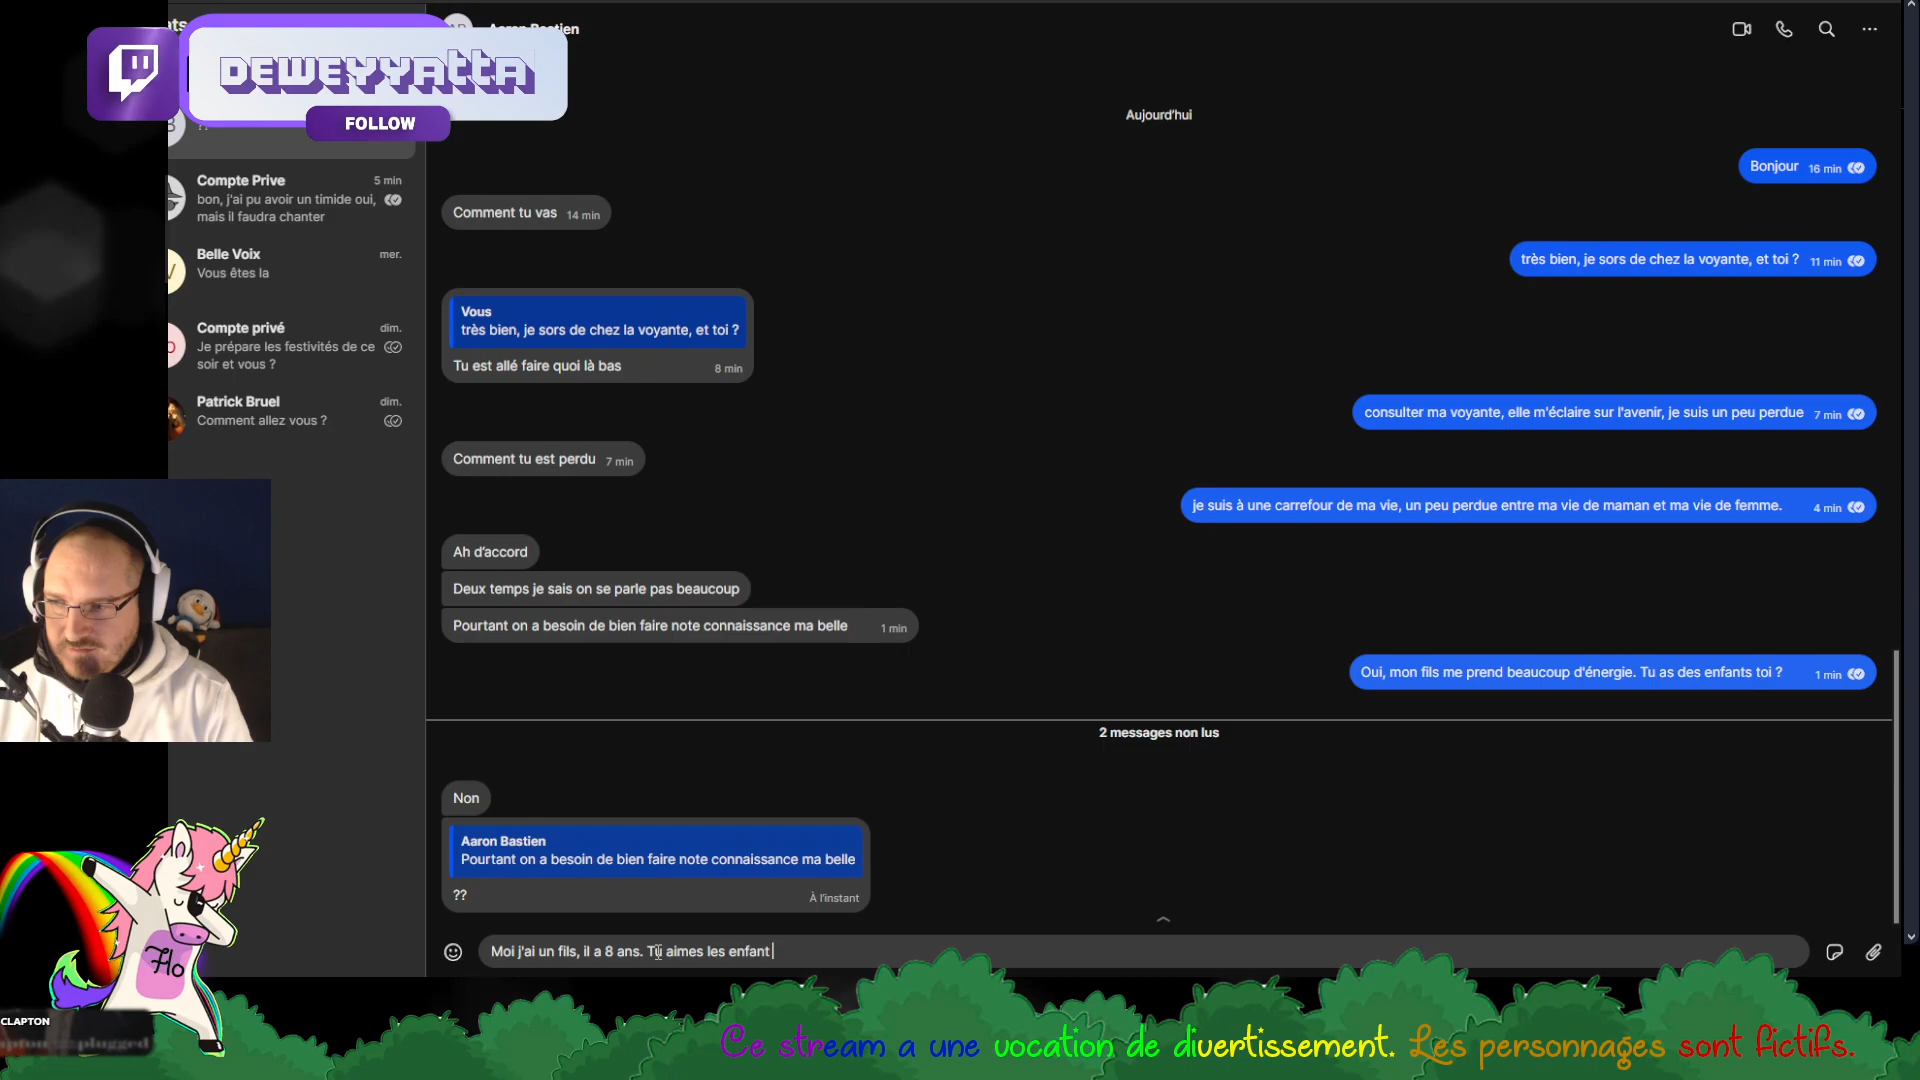 DEWEYYATTA
FOLLOW
Aaron Bastien
Aujourd'hui
Bonjour 16 min
Comment tu vas 14 min
très bien, je sors de chez la voyante, et toi ? 11 min
Vous
très bien, je sors de chez la voyante, et toi ?
Tu est allé faire quoi là bas 8 min
consulter ma voyante, elle m'éclaire sur l'avenir, je suis un peu perdue 7 min
Comment tu est perdu 7 min
je suis à une carrefour de ma vie, un peu perdue entre ma vie de maman et ma vie de femme. 4 min
Ah d'accord
Deux temps je sais on se parle pas beaucoup
Pourtant on a besoin de bien faire note connaissance ma belle 1 min
Oui, mon fils me prend beaucoup d'énergie. Tu as des enfants toi ? 1 min
2 messages non lus
Non
Aaron Bastien
Pourtant on a besoin de bien faire note connaissance ma belle
?? À l'instant
Moi j'ai un fils, il a 8 ans. Tu aimes les enfant
Compte Prive 5 min
bon, j'ai pu avoir un timide oui,
mais il faudra chanter
Belle Voix mer.
Vous êtes la
Compte privé dim.
Je prépare les festivités de ce
soir et vous ?
Patrick Bruel dim.
Comment allez vous ?
Flo
CLAPTON
Ce stream a une vocation de divertissement. Les personnages sont fictifs.